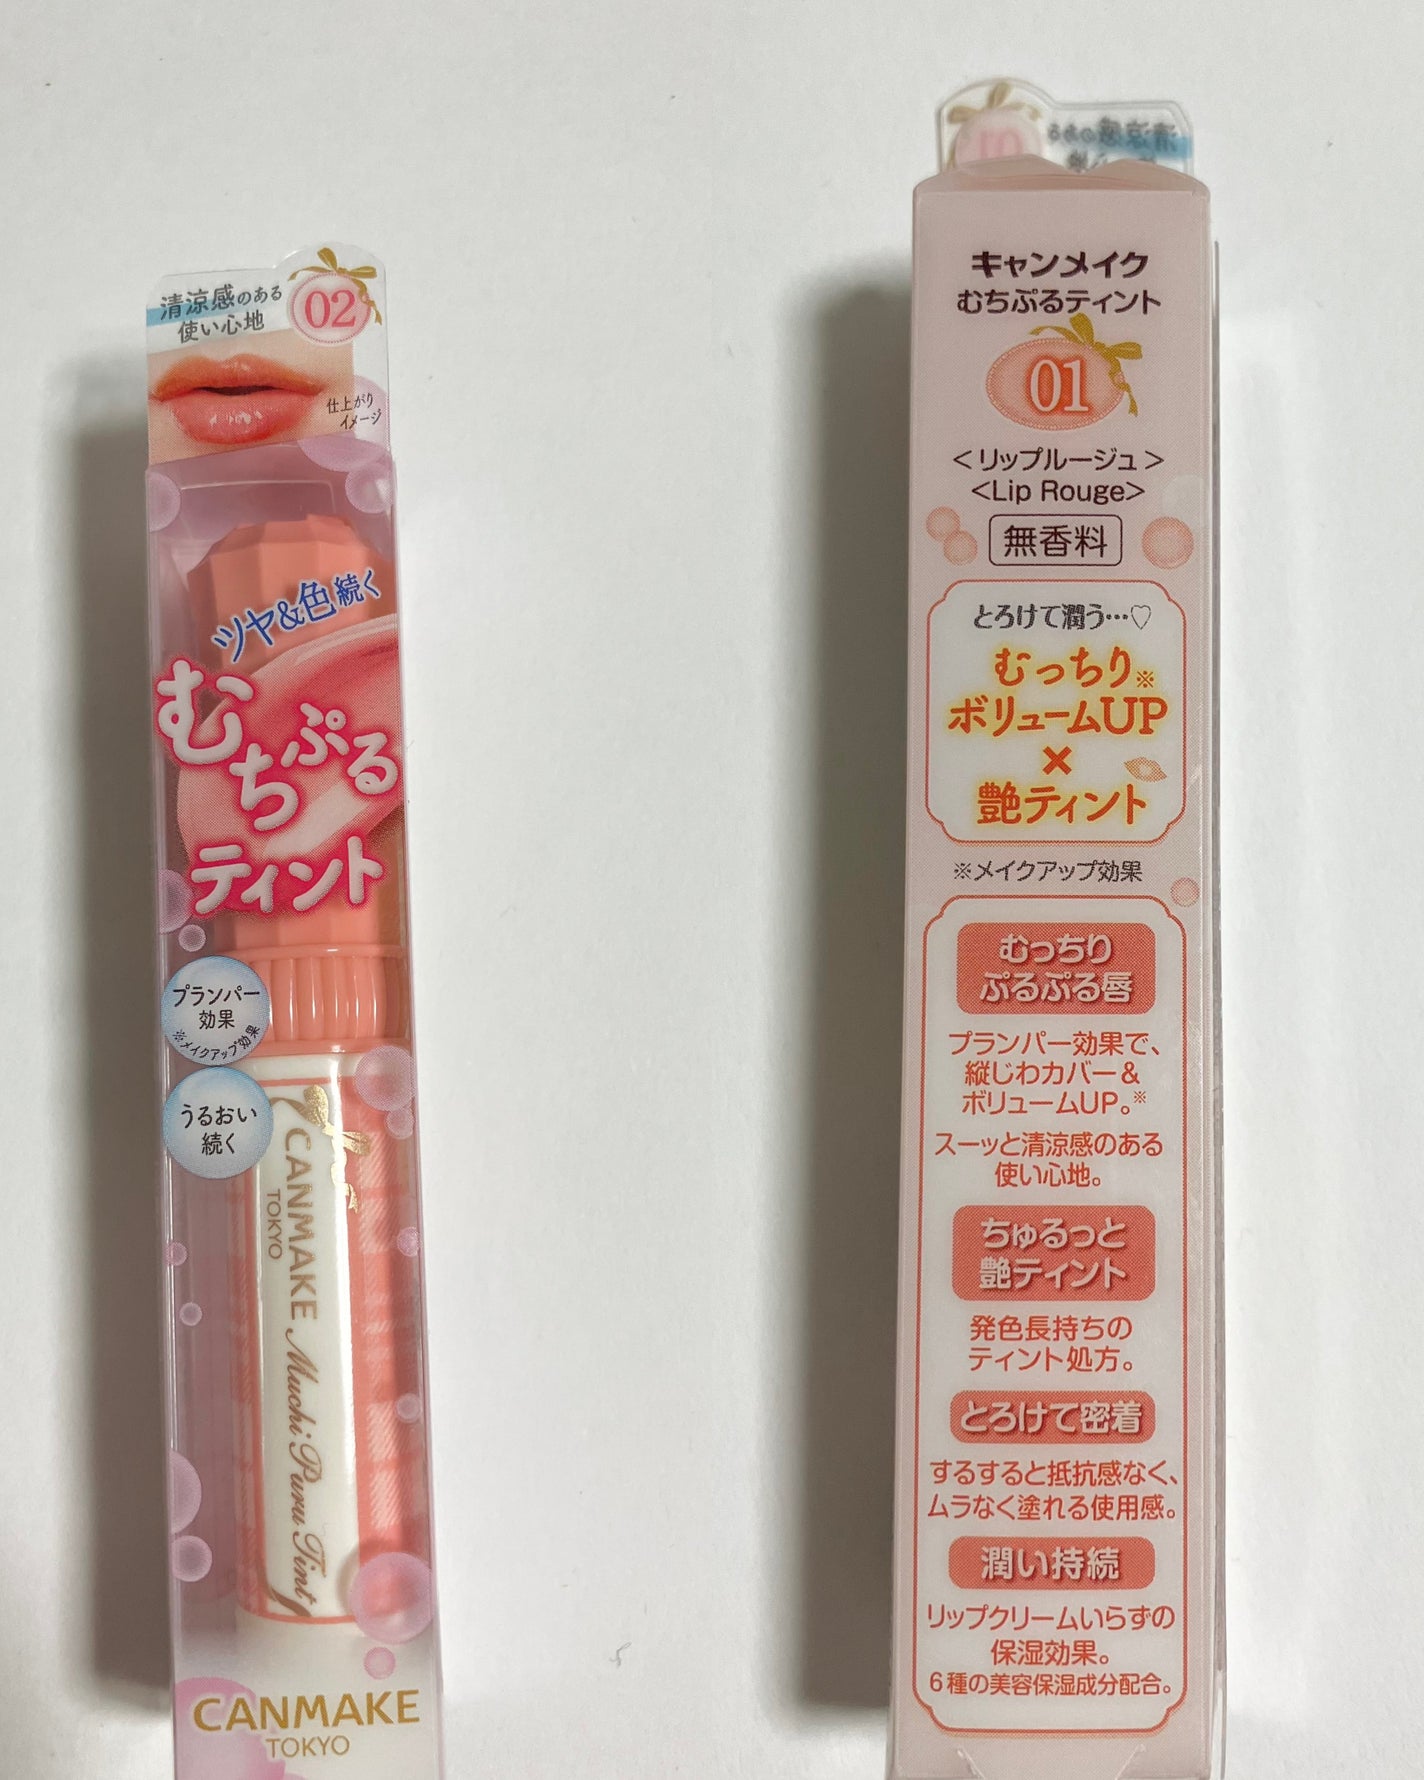 清涼感のある
使い心地
02
仕上がり
イメージ
ツヤ&色続く
むちぷる
ティント
プランパー
効果
※メイクアップ効果
うるおい
続く
CANMAKE
TOKYO
Muchi Puru Tint
CANMAKE
TOKYO
01
清涼感のある
キャンメイク
むちぷるティント
01
<リップルージュ>
<Lip Rouge>
無香料
とろけて潤う…♡
むっちり※
ボリュームUP
×
艶ティント
※メイクアップ効果
むっちり
ぷるぷる唇
プランパー効果で、
縦じわカバー&
ボリュームUP。※
スーッと清涼感のある
使い心地。
ちゅるっと
艶ティント
発色長持ちの
ティント処方。
とろけて密着
するすると抵抗感なく、
ムラなく塗れる使用感。
潤い持続
リップクリームいらずの
保湿効果。
6種の美容保湿成分配合。